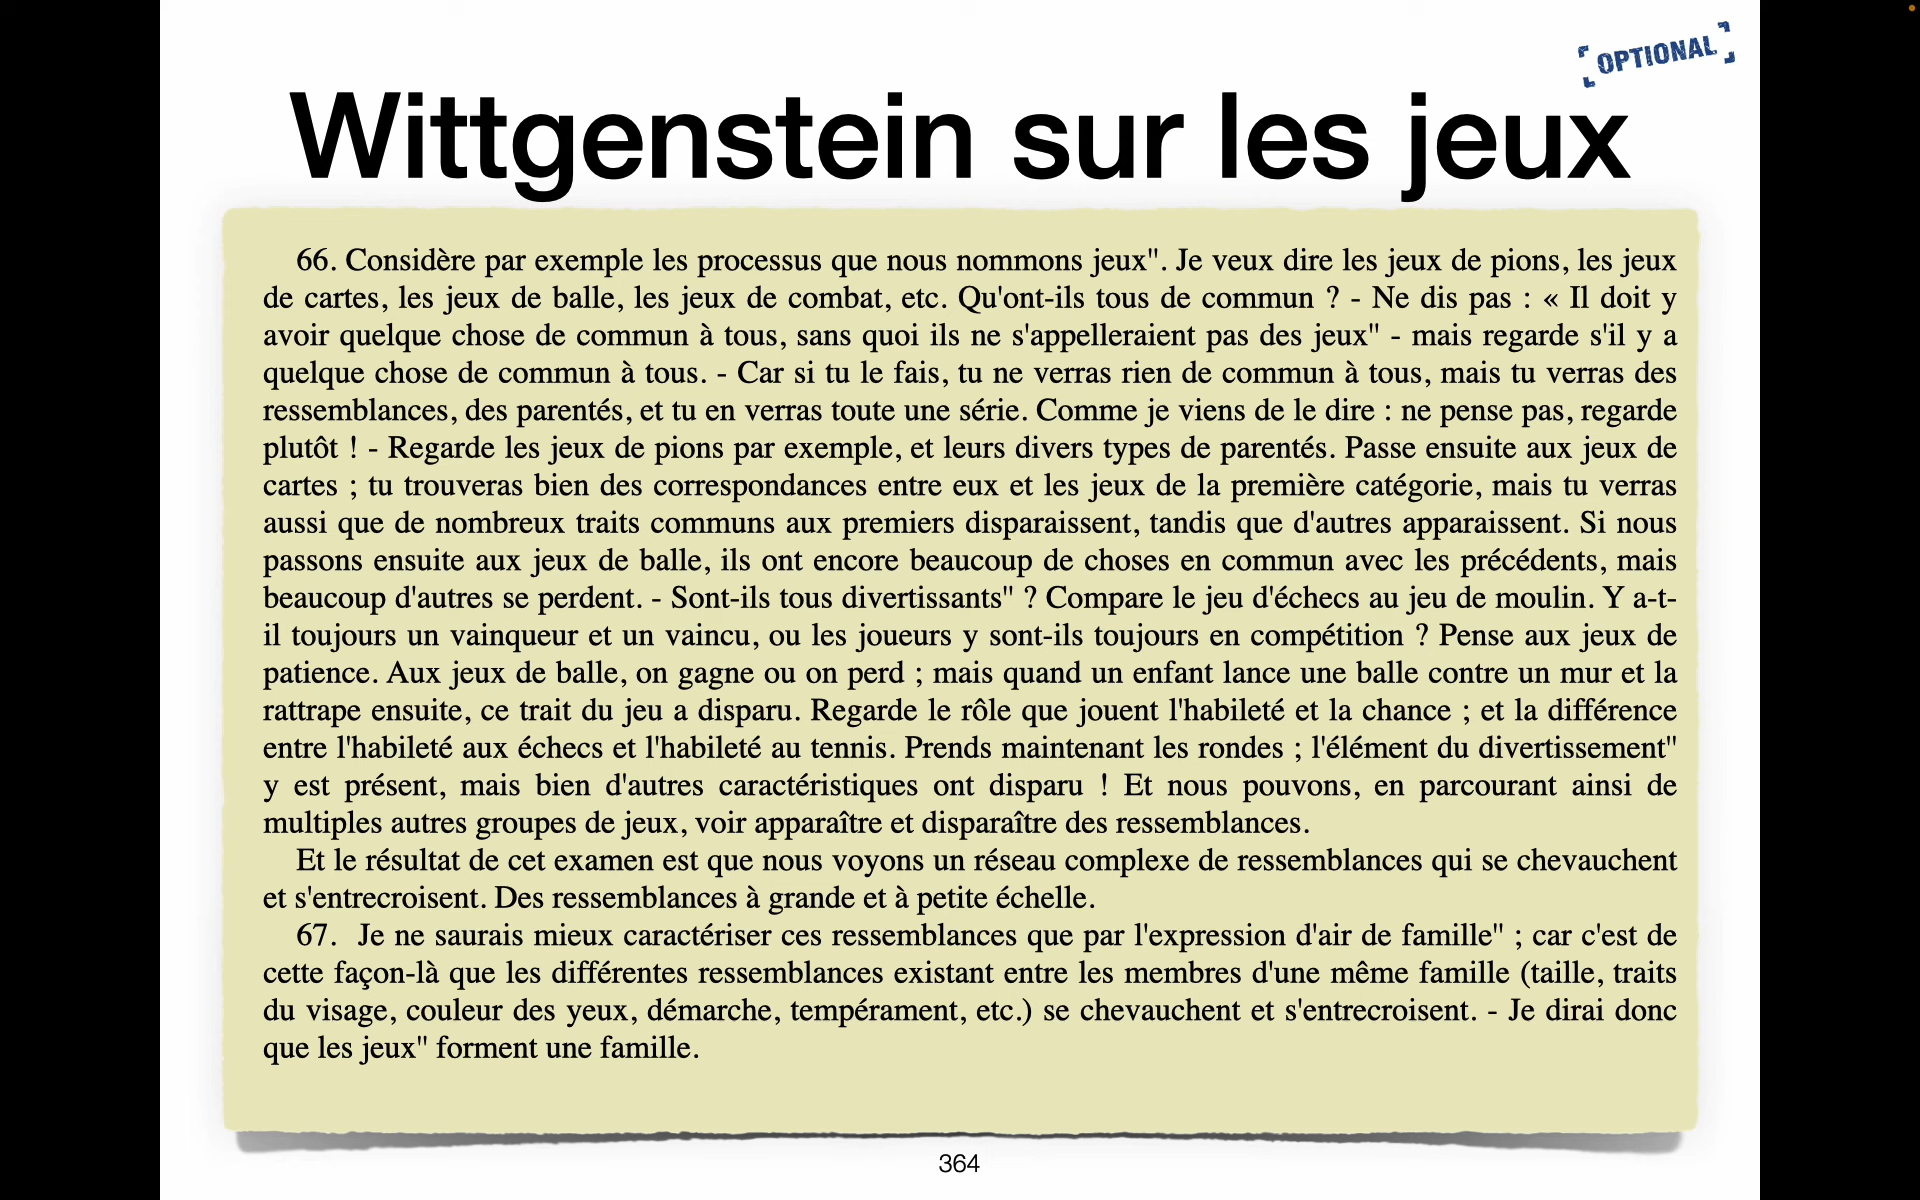 OPTIONAL
Wittgenstein sur les jeux
66. Considère par exemple les processus que nous nommons jeux". Je veux dire les jeux de pions, les jeux
de cartes, les jeux de balle, les jeux de combat, etc. Qu'ont-ils tous de commun ? - Ne dis pas : « Il doit y
avoir quelque chose de commun à tous, sans quoi ils ne s'appelleraient pas des jeux" - mais regarde s'il y a
quelque chose de commun à tous. - Car si tu le fais, tu ne verras rien de commun à tous, mais tu verras des
ressemblances, des parentés, et tu en verras toute une série. Comme je viens de le dire : ne pense pas, regarde
plutôt ! - Regarde les jeux de pions par exemple, et leurs divers types de parentés. Passe ensuite aux jeux de
cartes ; tu trouveras bien des correspondances entre eux et les jeux de la première catégorie, mais tu verras
aussi que de nombreux traits communs aux premiers disparaissent, tandis que d'autres apparaissent. Si nous
passons ensuite aux jeux de balle, ils ont encore beaucoup de choses en commun avec les précédents, mais
beaucoup d'autres se perdent. - Sont-ils tous divertissants" ? Compare le jeu d'échecs au jeu de moulin. Y a-t-
il toujours un vainqueur et un vaincu, ou les joueurs y sont-ils toujours en compétition ? Pense aux jeux de
patience. Aux jeux de balle, on gagne ou on perd ; mais quand un enfant lance une balle contre un mur et la
rattrape ensuite, ce trait du jeu a disparu. Regarde le rôle que jouent l'habileté et la chance ; et la différence
entre l'habileté aux échecs et l'habileté au tennis. Prends maintenant les rondes ; l'élément du divertissement"
y est présent, mais bien d'autres caractéristiques ont disparu ! Et nous pouvons, en parcourant ainsi de
multiples autres groupes de jeux, voir apparaître et disparaître des ressemblances.
Et le résultat de cet examen est que nous voyons un réseau complexe de ressemblances qui se chevauchent
et s'entrecroisent. Des ressemblances à grande et à petite échelle.
67. Je ne saurais mieux caractériser ces ressemblances que par l'expression d'air de famille" ; car c'est de
cette façon-là que les différentes ressemblances existant entre les membres d'une même famille (taille, traits
du visage, couleur des yeux, démarche, tempérament, etc.) se chevauchent et s'entrecroisent. - Je dirai donc
que les jeux" forment une famille.
364